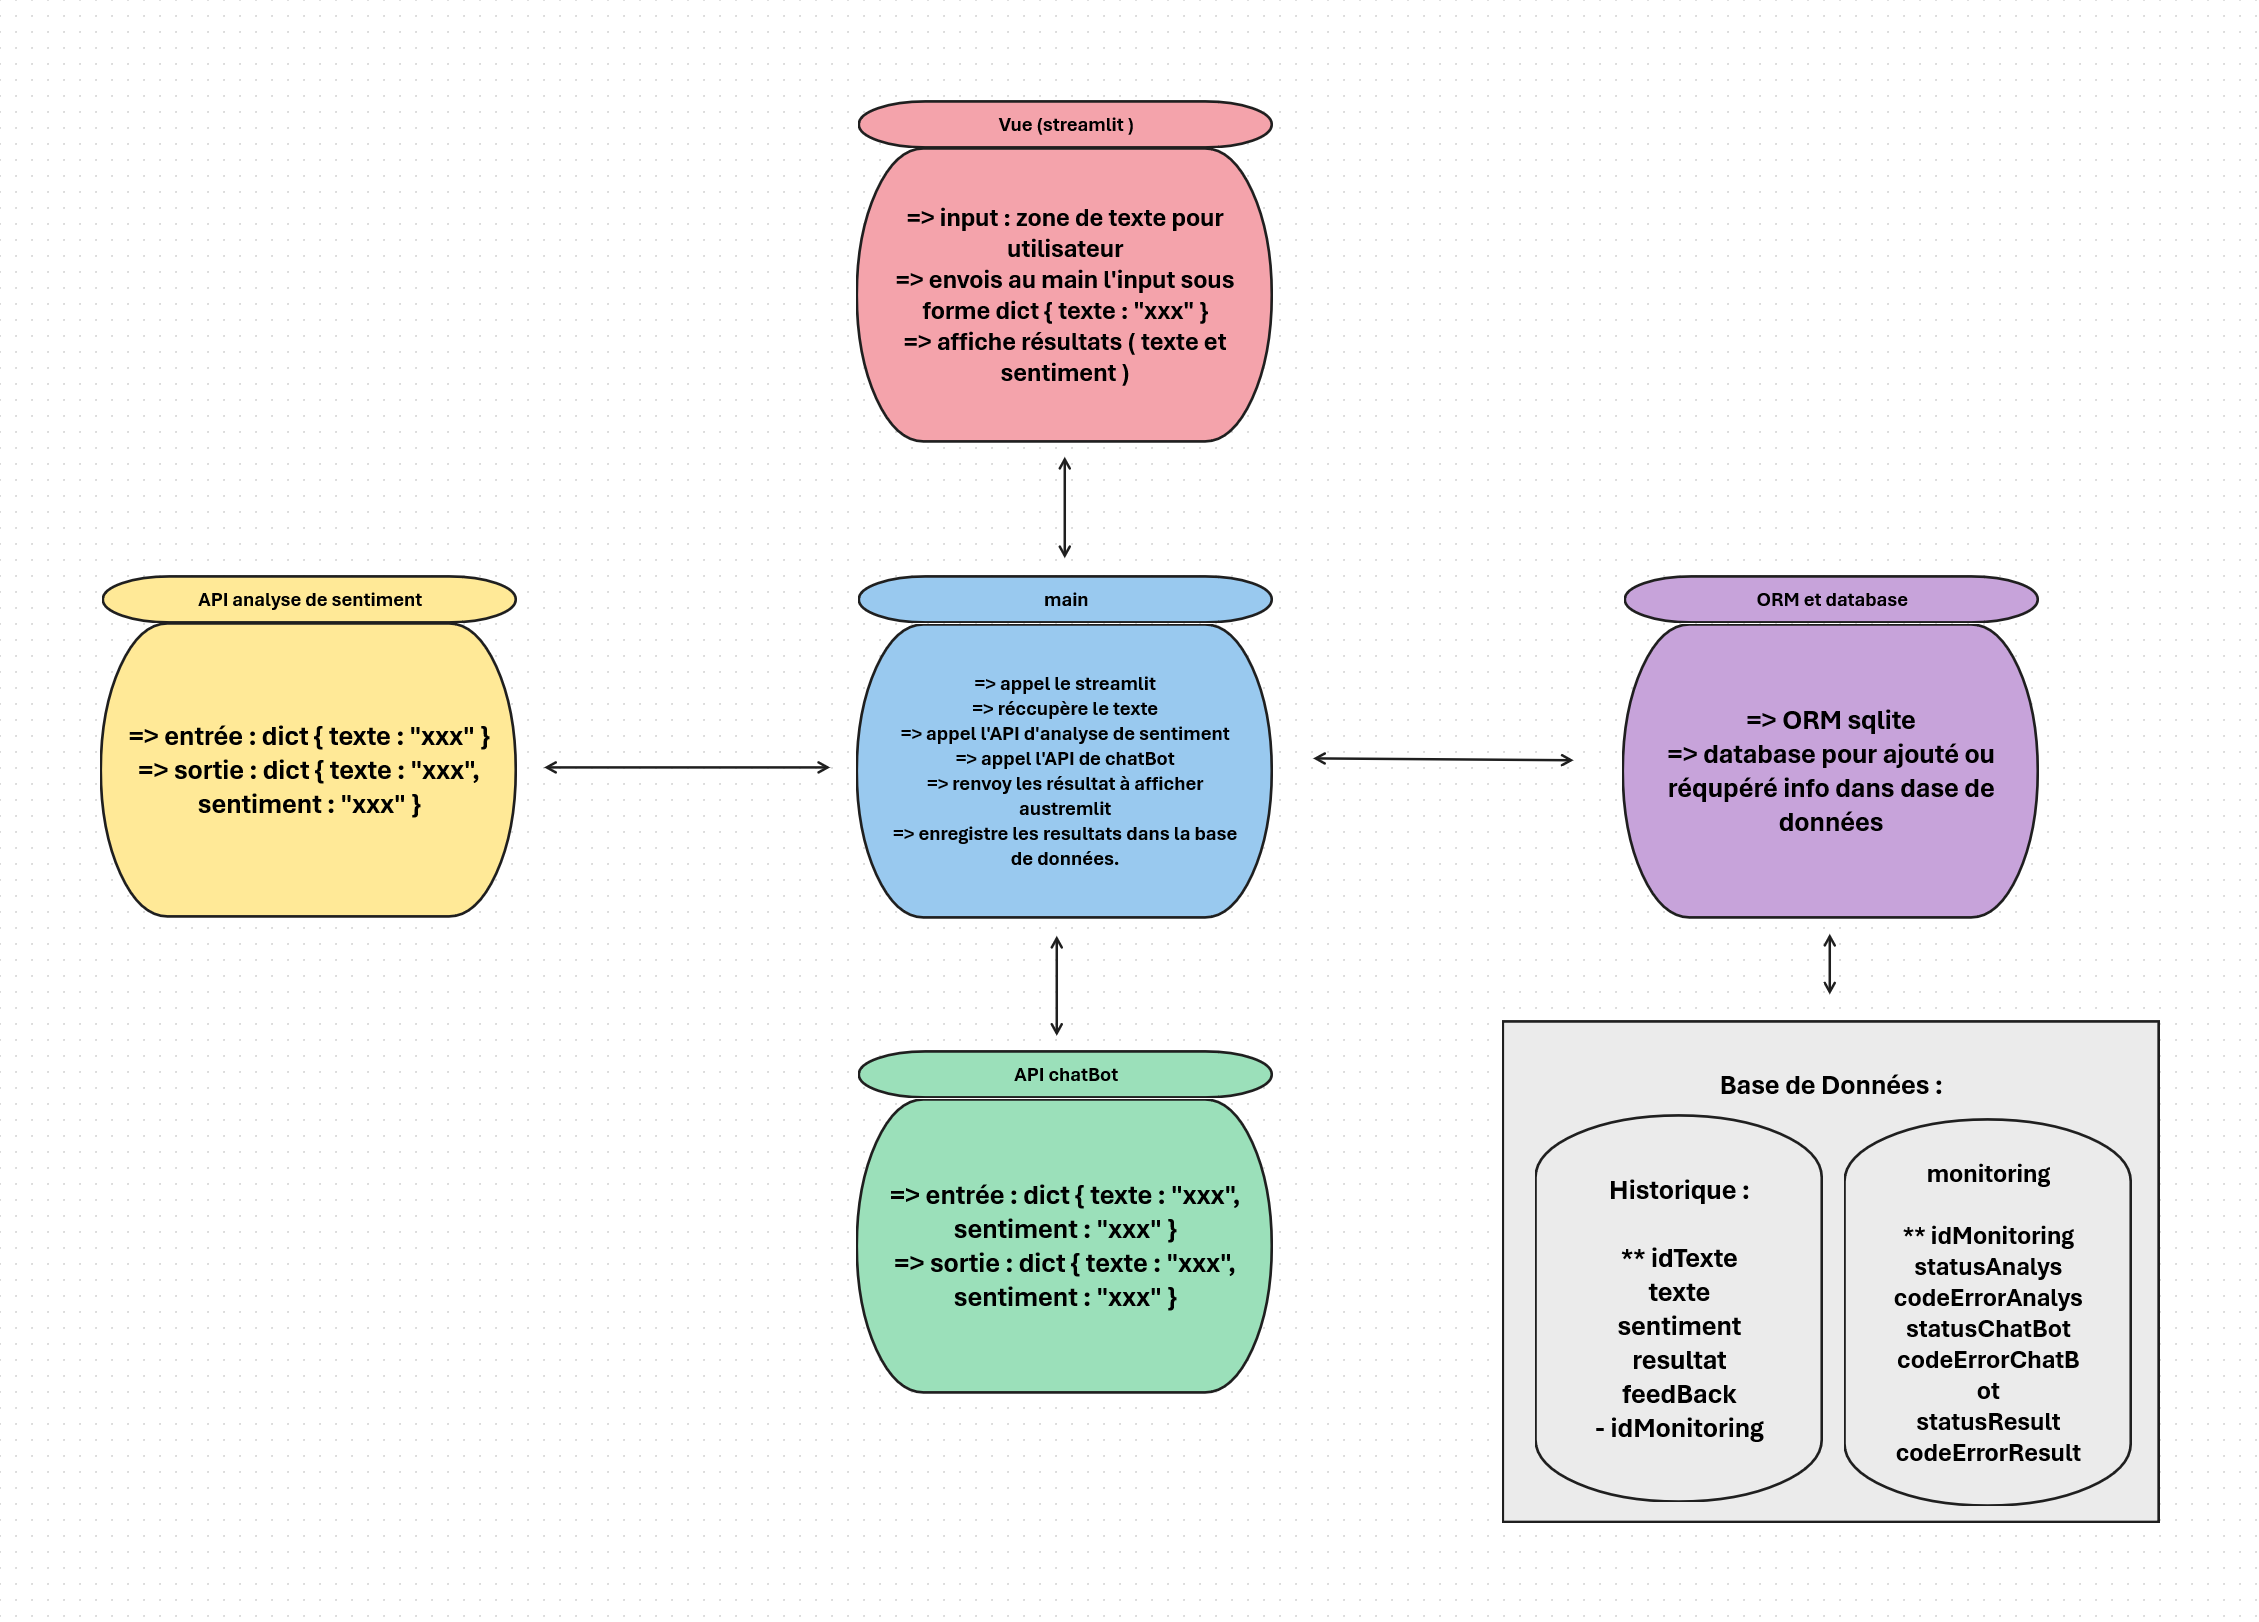 Vue (streamlit )
=> input : zone de texte pour
utilisateur
=> envois au main l'input sous
forme dict { texte : "xxx" }
=> affiche résultats ( texte et
sentiment )
API analyse de sentiment
=> entrée : dict { texte : "xxx" }
=> sortie : dict { texte : "xxx",
sentiment : "xxx" }
main
=> appel le streamlit
=> réccupère le texte
=> appel l'API d'analyse de sentiment
=> appel l'API de chatBot
=> renvoy les résultat à afficher
austremlit
=> enregistre les resultats dans la base
de données.
ORM et database
=> ORM sqlite
=> database pour ajouté ou
réqupéré info dans dase de
données
API chatBot
=> entrée : dict { texte : "xxx",
sentiment : "xxx" }
=> sortie : dict { texte : "xxx",
sentiment : "xxx" }
Base de Données :
Historique :
** idTexte
texte
sentiment
resultat
feedBack
- idMonitoring
monitoring
** idMonitoring
statusAnalys
codeErrorAnalys
statusChatBot
codeErrorChatB
ot
statusResult
codeErrorResult